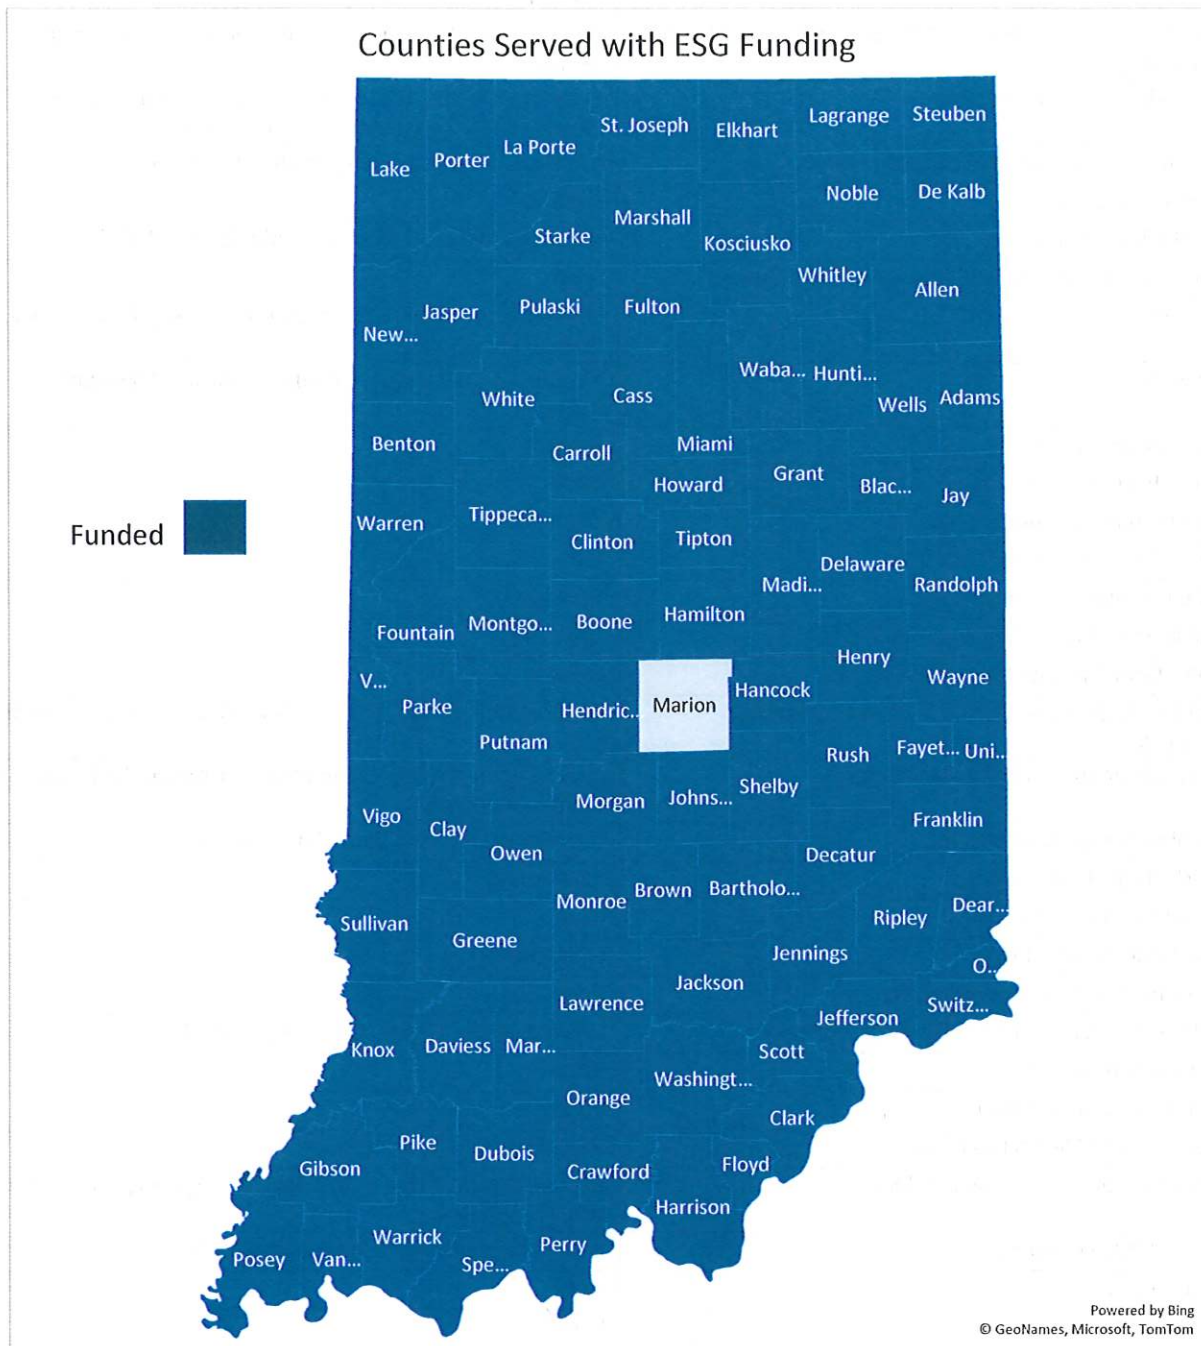 Counties Served with ESG Funding
St. Joseph
Elkhart
Lagrange
Steuben
Lake
Porter
La Porte
Noble
De Kalb
Starke
Marshall
Kosciusko
Whitley
Allen
New...
Jasper
Pulaski
Fulton
Waba...
Hunti...
White
Cass
Wells
Adams
Benton
Carroll
Miami
Howard
Grant
Blac...
Jay
Funded
Warren
Tippeca...
Clinton
Tipton
Delaware
Madi...
Randolph
Fountain
Montgo...
Boone
Hamilton
Henry
Wayne
V...
Parke
Hendric...
Marion
Hancock
Putnam
Rush
Fayet...
Uni...
Morgan
Johns...
Shelby
Vigo
Clay
Franklin
Owen
Decatur
Monroe
Brown
Bartholo...
Ripley
Dear...
Sullivan
Greene
Jennings
O...
Lawrence
Jackson
Jefferson
Switz...
Knox
Daviess
Mar...
Scott
Washingt...
Orange
Clark
Pike
Dubois
Gibson
Crawford
Floyd
Harrison
Warrick
Perry
Posey
Van...
Spe...
Powered by Bing
© GeoNames, Microsoft, TomTom